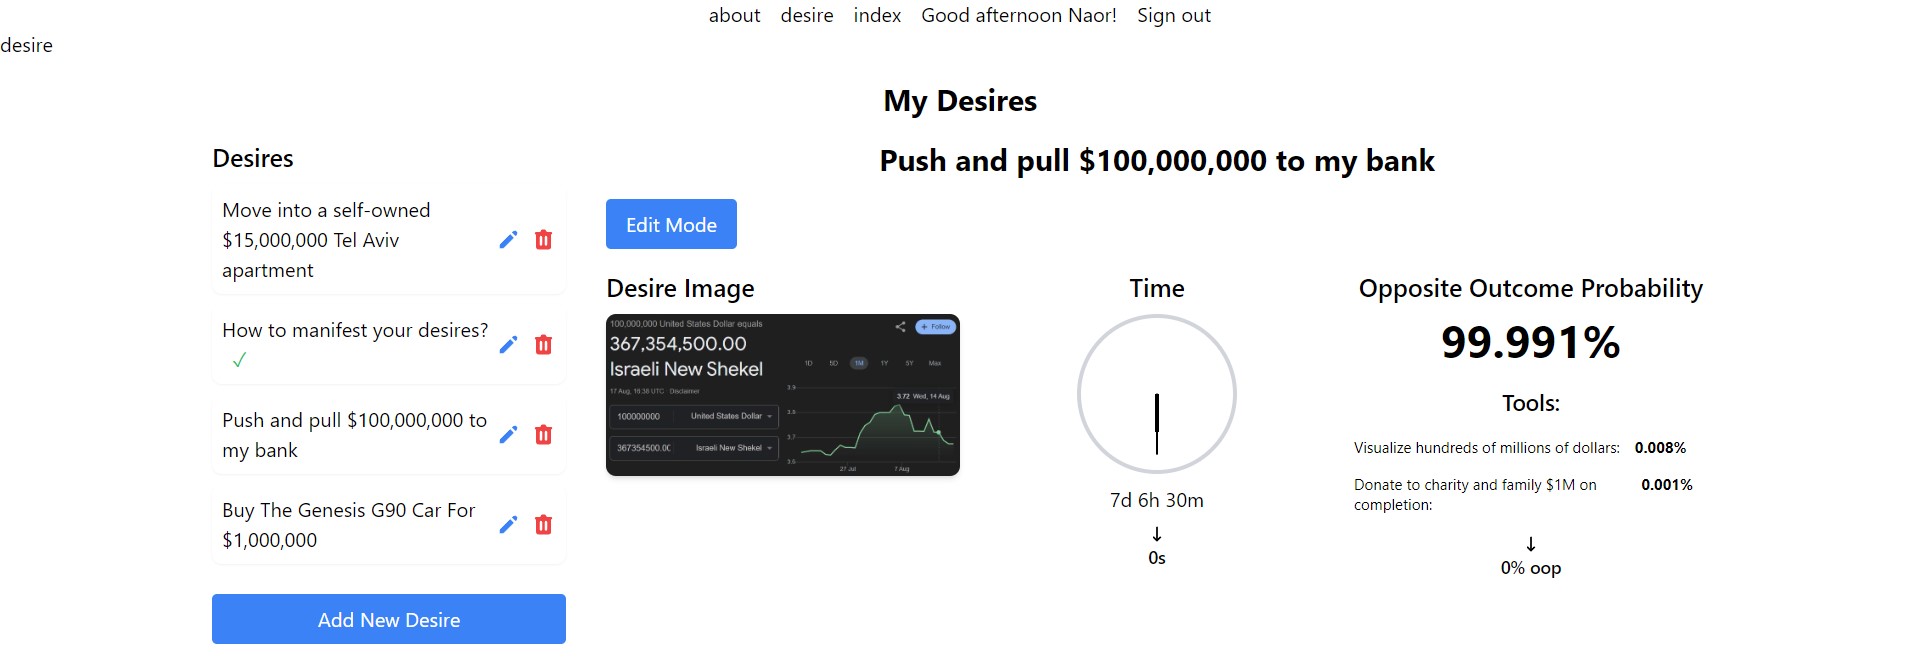 about desire index Good afternoon Naor! Sign out
desire
My Desires
Desires
Move into a self-owned
$15,000,000 Tel Aviv
apartment
How to manifest your desires?
✓
Push and pull $100,000,000 to
my bank
Buy The Genesis G90 Car For
$1,000,000
Add New Desire
Push and pull $100,000,000 to my bank
Edit Mode
Desire Image
100,000,000 United States Dollar equals
+ Follow
367,354,500.00
Israeli New Shekel
17 Aug, 18:38 UTC · Disclaimer
100000000 United States Dollar
367354500.00 Israeli New Shekel
1D 5D 1M 1Y 5Y Max
3.72 Wed, 14 Aug
3.9
3.8
3.7
3.6
27 Jul 7 Aug
Time
7d 6h 30m
↓
0s
Opposite Outcome Probability
99.991%
Tools:
Visualize hundreds of millions of dollars: 0.008%
Donate to charity and family $1M on 0.001%
completion:
↓
0% oop